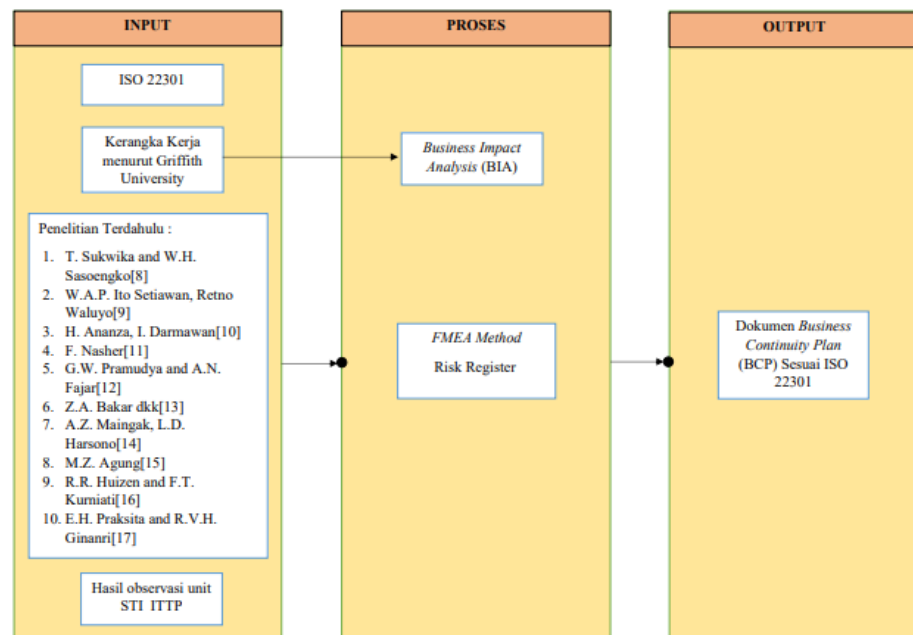 INPUT
ISO 22301
Kerangka Kerja
menurut Griffith
University
Penelitian Terdahulu :
1. T. Sukwika and W.H.
Sasoengko[8]
2. W.A.P. Ito Setiawan, Retno
Waluyo[9]
3. H. Ananza, I. Darmawan[10]
4. F. Nasher[11]
5. G.W. Pramudya and A.N.
Fajar[12]
6. Z.A. Bakar dkk[13]
7. A.Z. Maingak, L.D.
Harsono[14]
8. M.Z. Agung[15]
9. R.R. Huizen and F.T.
Kurniati[16]
10. E.H. Praksita and R.V.H.
Ginanri[17]
Hasil observasi unit
STI ITTP
PROSES
Business Impact
Analysis (BIA)
FMEA Method
Risk Register
OUTPUT
Dokumen Business
Continuity Plan
(BCP) Sesuai ISO
22301